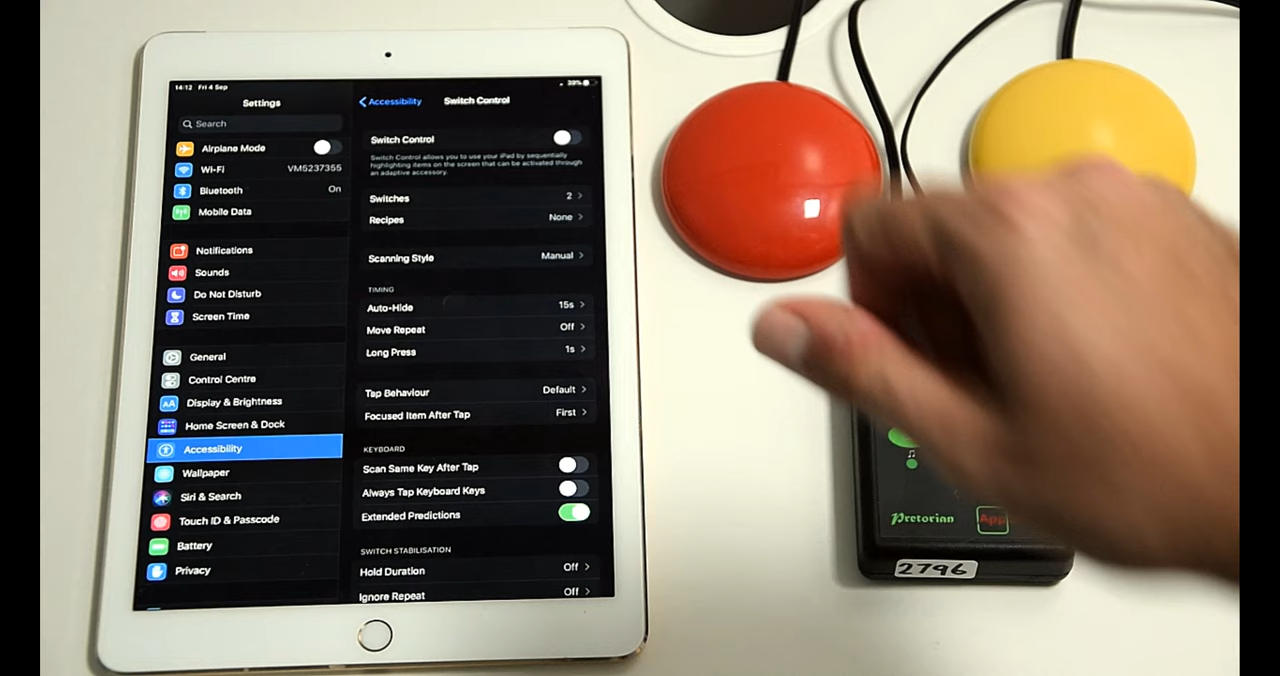 14:12 Fri 4 Sep
39%
Settings
Search
Airplane Mode
Wi-Fi VM5237355
Bluetooth On
Mobile Data
Notifications
Sounds
Do Not Disturb
Screen Time
General
Control Centre
Display & Brightness
Home Screen & Dock
Accessibility
Wallpaper
Siri & Search
Touch ID & Passcode
Battery
Privacy
Accessibility Switch Control
Switch Control
Switch Control allows you to use your iPad by sequentially
highlighting items on the screen that can be activated through
an adaptive accessory.
Switches 2
Recipes None
Scanning Style Manual
TIMING
Auto-Hide 15s
Move Repeat Off
Long Press 1s
Tap Behaviour Default
Focused Item After Tap First
KEYBOARD
Scan Same Key After Tap
Always Tap Keyboard Keys
Extended Predictions
SWITCH STABILISATION
Hold Duration Off
Ignore Repeat Off
Pretorian
App
2796